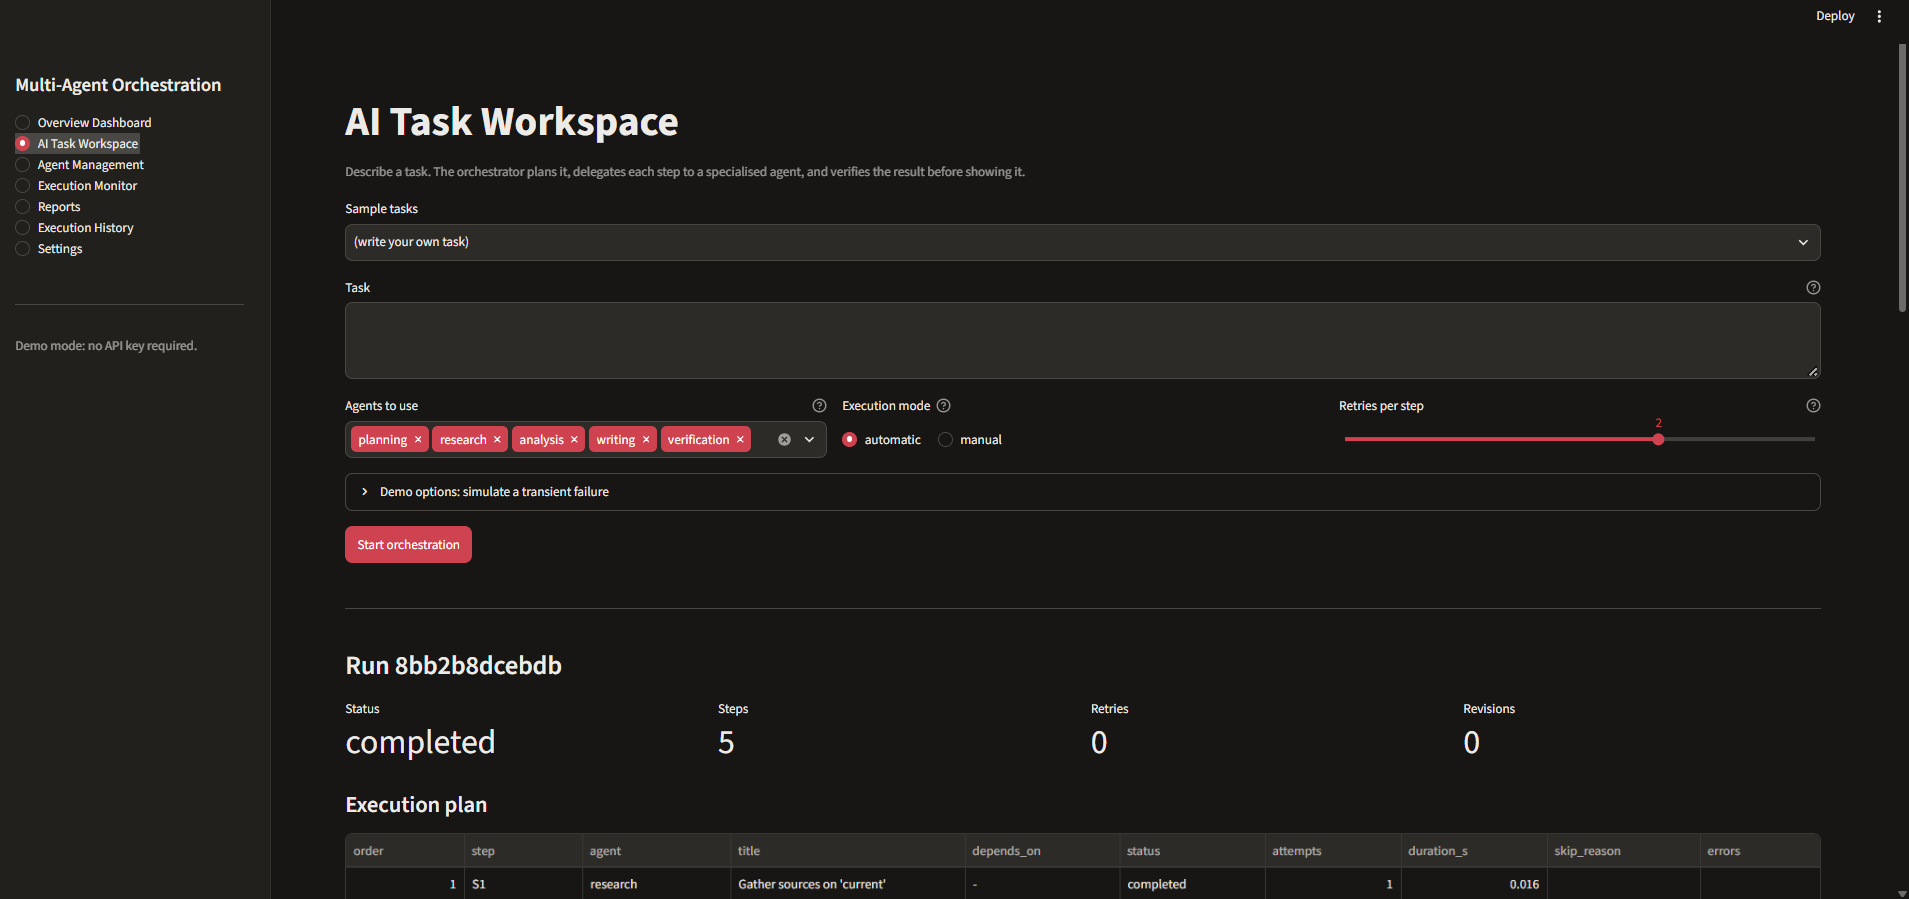 Deploy
Multi-Agent Orchestration
Overview Dashboard
AI Task Workspace
Agent Management
Execution Monitor
Reports
Execution History
Settings
Demo mode: no API key required.
AI Task Workspace
Describe a task. The orchestrator plans it, delegates each step to a specialised agent, and verifies the result before showing it.
Sample tasks
(write your own task)
Task
Agents to use
planning
research
analysis
writing
verification
Execution mode
automatic
manual
Retries per step
2
Demo options: simulate a transient failure
Start orchestration
Run 8bb2b8dcebdb
Status Steps Retries Revisions
completed 5 0 0
Execution plan
order step agent title depends_on status attempts duration_s skip_reason errors
1 S1 research Gather sources on 'current' - completed 1 0.016